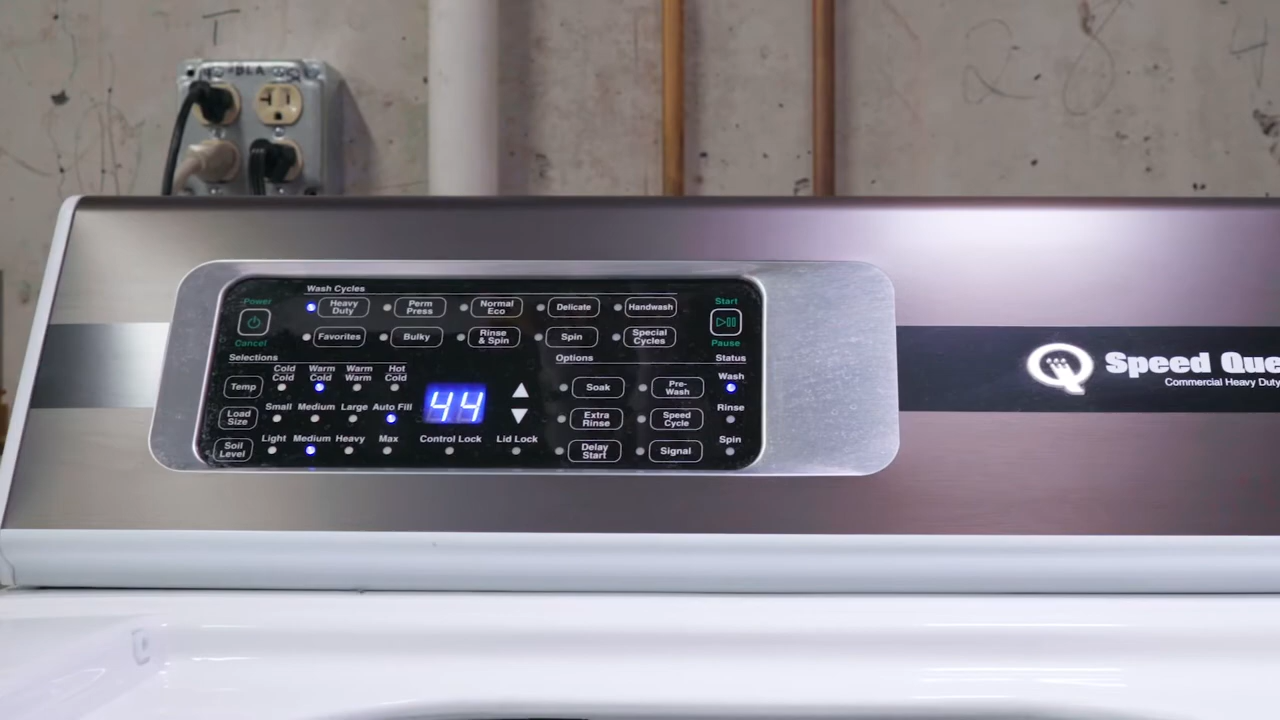 BLA
Wash Cycles
Power
Heavy Duty
Perm Press
Normal Eco
Delicate
Handwash
Start
Cancel
Favorites
Bulky
Rinse & Spin
Spin
Special Cycles
Pause
Selections
Options
Status
Temp
Cold Cold
Warm Cold
Warm Warm
Hot Cold
44
Soak
Pre-Wash
Wash
Load Size
Small
Medium
Large
Auto Fill
Extra Rinse
Speed Cycle
Rinse
Soil Level
Light
Medium
Heavy
Max
Control Lock
Lid Lock
Delay Start
Signal
Spin
Speed Que
Commercial Heavy Duty